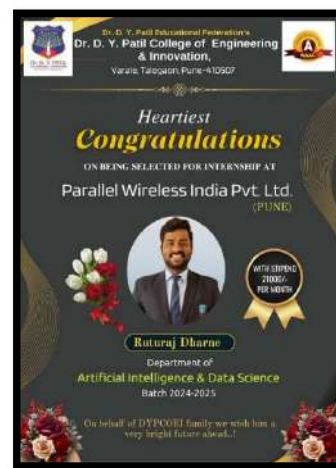 Dr. D. Y. Patil Educational Federation's
Dr. D. Y. Patil College of Engineering
& Innovation,
Varale, Talegaon, Pune-410507
A
NAAC
Heartiest
Congratulations
ON BEING SELECTED FOR INTERNSHIP AT
Parallel Wireless India Pvt. Ltd.
(PUNE)
WITH STIPEND
21000/-
PER MONTH
Ruturaj Dharne
Department of
Artificial Intelligence & Data Science
Batch 2024-2025
On behalf of DYPCOEI family we wish him a
very bright future ahead..!